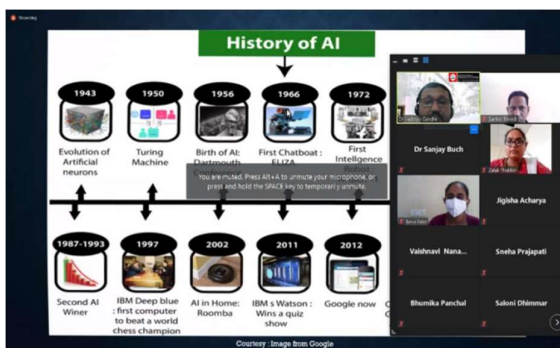 Recording
History of AI
1943
1950
1956
1966
1972
Evolution of
Artificial
neurons
Turing
Machine
Birth of AI:
Dartmouth
First Chatboat :
ELIZA
First
Intelligence
You are muted. Press Alt+A to unmute your microphone, or
press and hold the SPACE key to temporarily unmute.
1987-1993
1997
2002
2011
2012
Second AI
Winer
IBM Deep blue
: first computer
to beat a world
chess champion
AI in Home:
Roomba
IBM s Watson :
Wins a quiz
show
Google now
Dr Sanjay Buch
Jigisha Acharya
Vaishnavi Nana...
Sneha Prajapati
Bhumika Panchal
Saloni Dhimmar
Courtesy : Image from Google